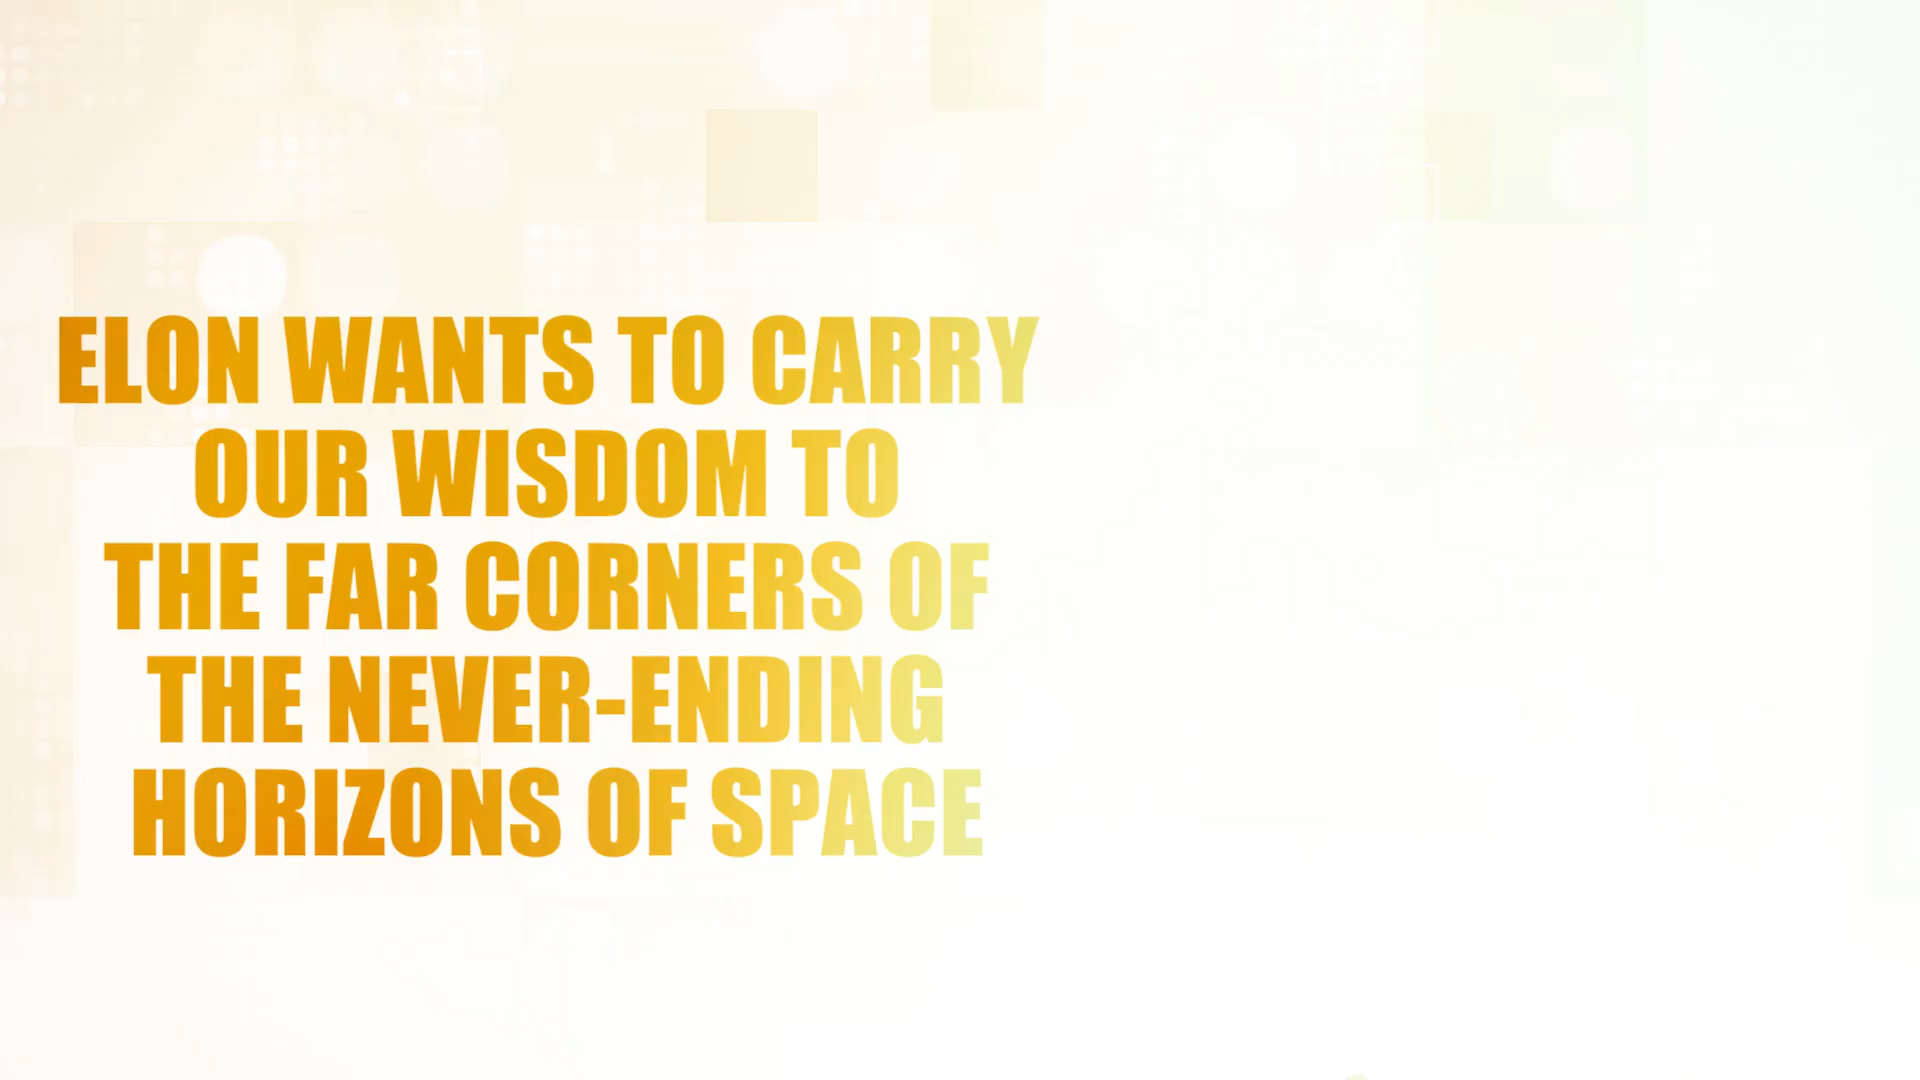 ELON WANTS TO CARRY
OUR WISDOM TO
THE FAR CORNERS OF
THE NEVER-ENDING
HORIZONS OF SPACE